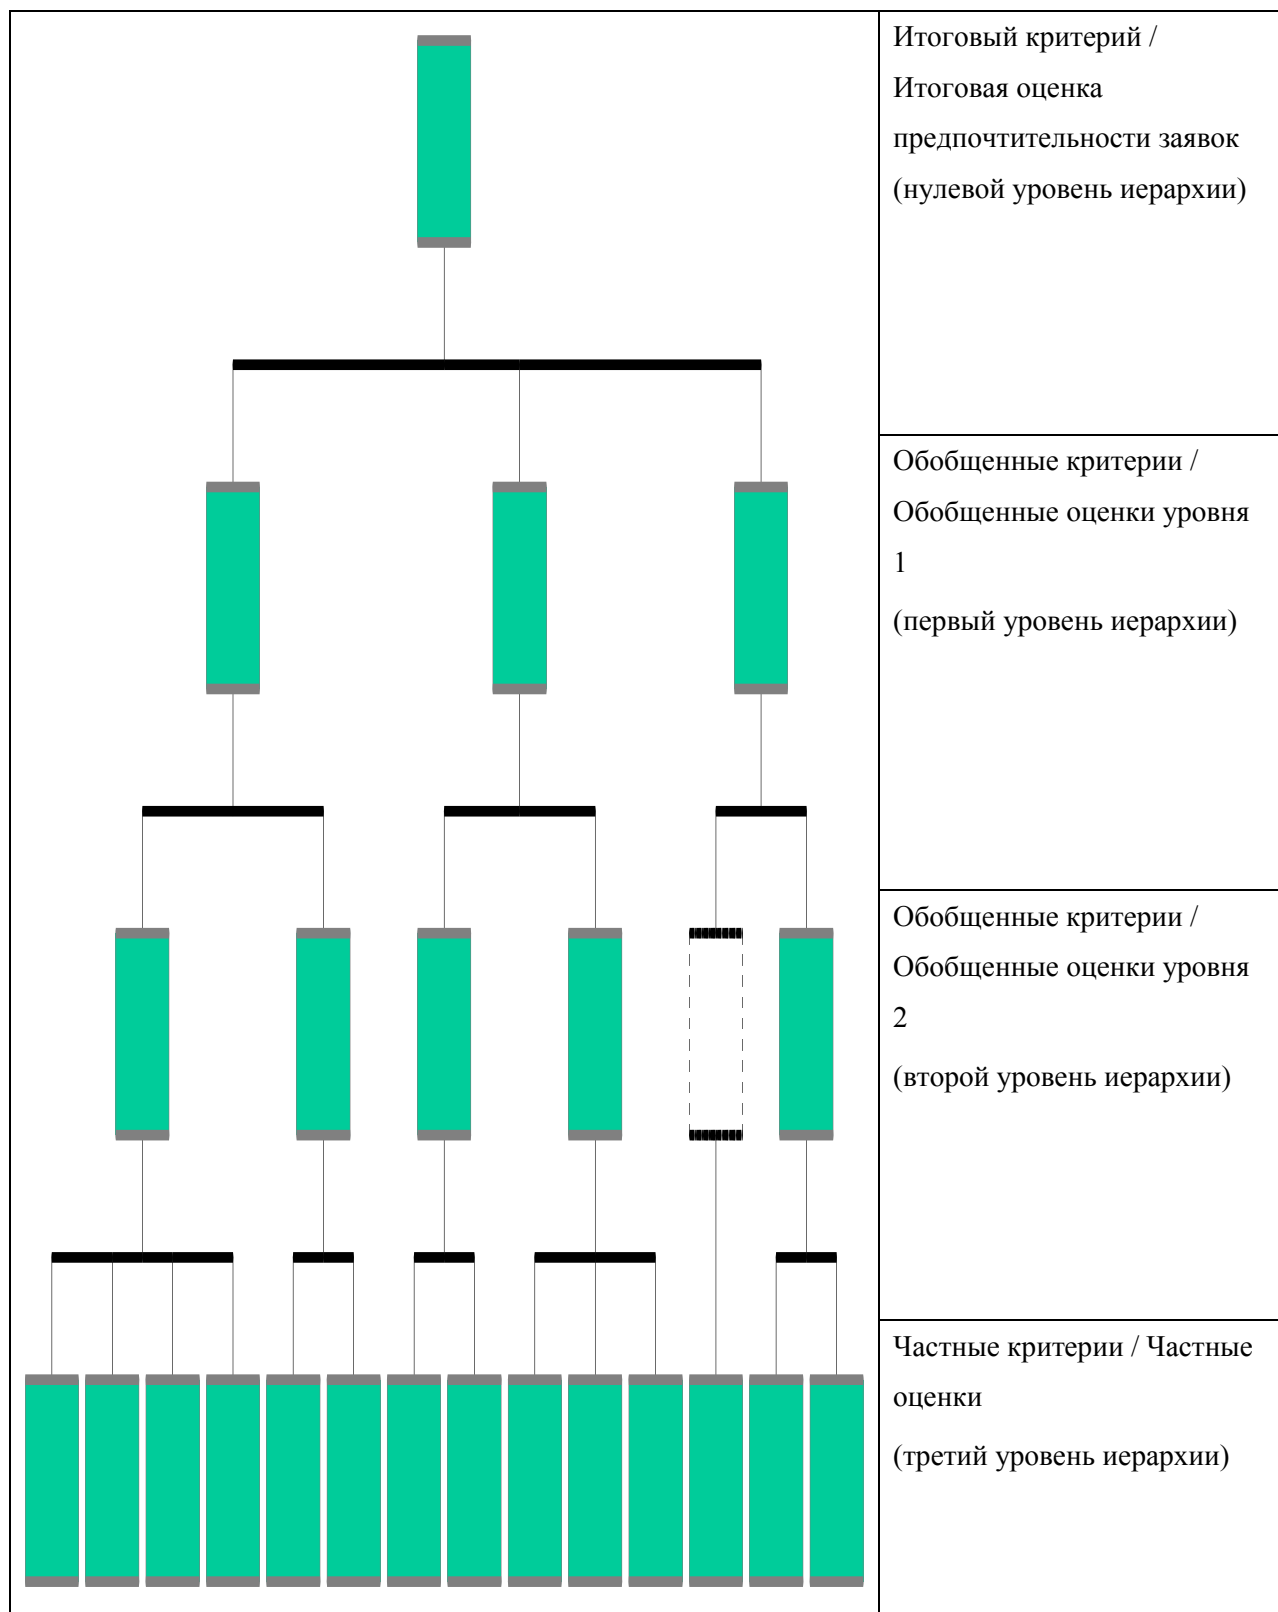 Итоговый критерий /
Итоговая оценка
предпочтительности заявок
(нулевой уровень иерархии)
Обобщенные критерии /
Обобщенные оценки уровня
1
(первый уровень иерархии)
Обобщенные критерии /
Обобщенные оценки уровня
2
(второй уровень иерархии)
Частные критерии / Частные
оценки
(третий уровень иерархии)